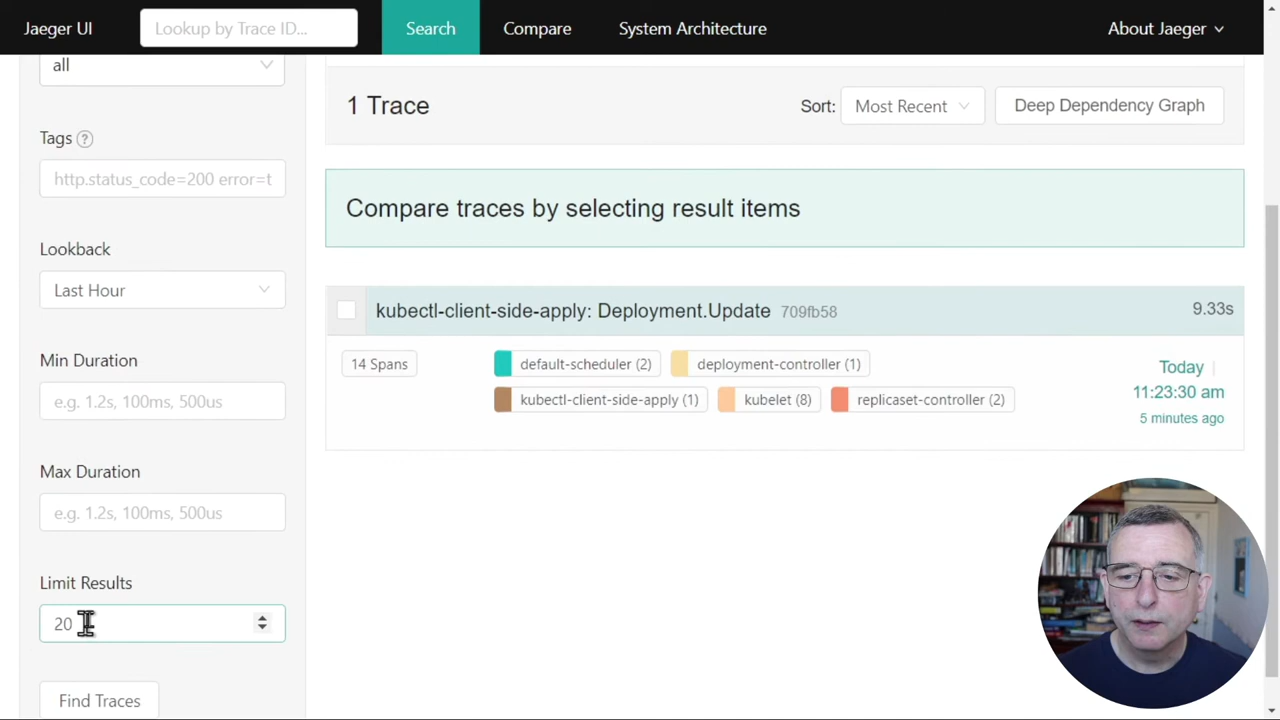 Jaeger UI
Lookup by Trace ID...
Search
Compare
System Architecture
About Jaeger
all
Tags ?
http.status_code=200 error=t
Lookback
Last Hour
Min Duration
e.g. 1.2s, 100ms, 500us
Max Duration
e.g. 1.2s, 100ms, 500us
Limit Results
20
Find Traces
1 Trace
Sort: Most Recent
Deep Dependency Graph
Compare traces by selecting result items
kubectl-client-side-apply: Deployment.Update 709fb58
9.33s
14 Spans
default-scheduler (2)
deployment-controller (1)
kubectl-client-side-apply (1)
kubelet (8)
replicaset-controller (2)
Today
11:23:30 am
5 minutes ago